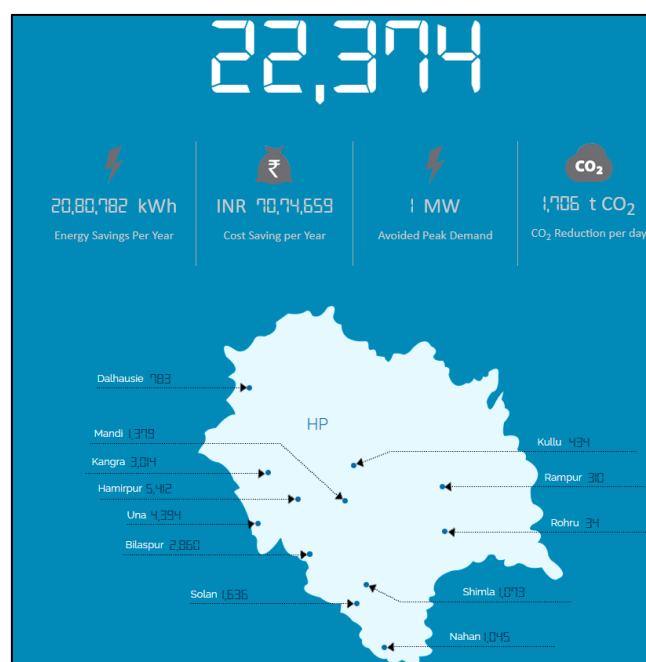 22,374
20,80,782 kWh
Energy Savings Per Year
INR 70,74,659
Cost Saving per Year
1 MW
Avoided Peak Demand
CO₂
1,706 t CO₂
CO₂ Reduction per day
Dalhausie 783
HP
Mandi 1,379
Kullu 434
Kangra 3,014
Rampur 310
Hamirpur 5,412
Una 4,394
Rohru 34
Bilaspur 2,860
Solan 1,636
Shimla 1,073
Nahan 1,045